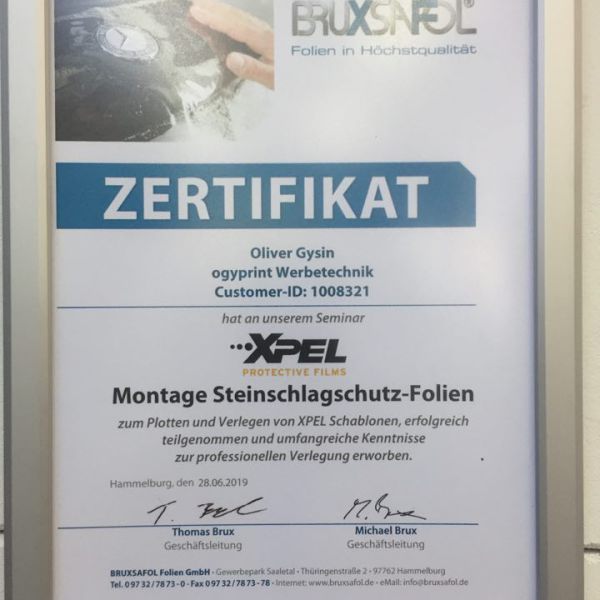 BRUXSAFOL®
Folien in Höchstqualität
ZERTIFIKAT
Oliver Gysin
ogyprint Werbetechnik
Customer-ID: 1008321
hat an unserem Seminar
XPEL
PROTECTIVE FILMS
Montage Steinschlagschutz-Folien
zum Plotten und Verlegen von XPEL Schablonen, erfolgreich
teilgenommen und umfangreiche Kenntnisse
zur professionellen Verlegung erworben.
Hammelburg, den 28.06.2019
Thomas Brux
Geschäftsleitung
Michael Brux
Geschäftsleitung
BRUXSAFOL Folien GmbH · Gewerbepark Saaletal · Thüringenstraße 2 · 97762 Hammelburg
Tel. 0 97 32 / 78 73 - 0 · Fax 0 97 32 / 78 73 - 78 · Internet: www.bruxsafol.de · eMail: info@bruxsafol.de